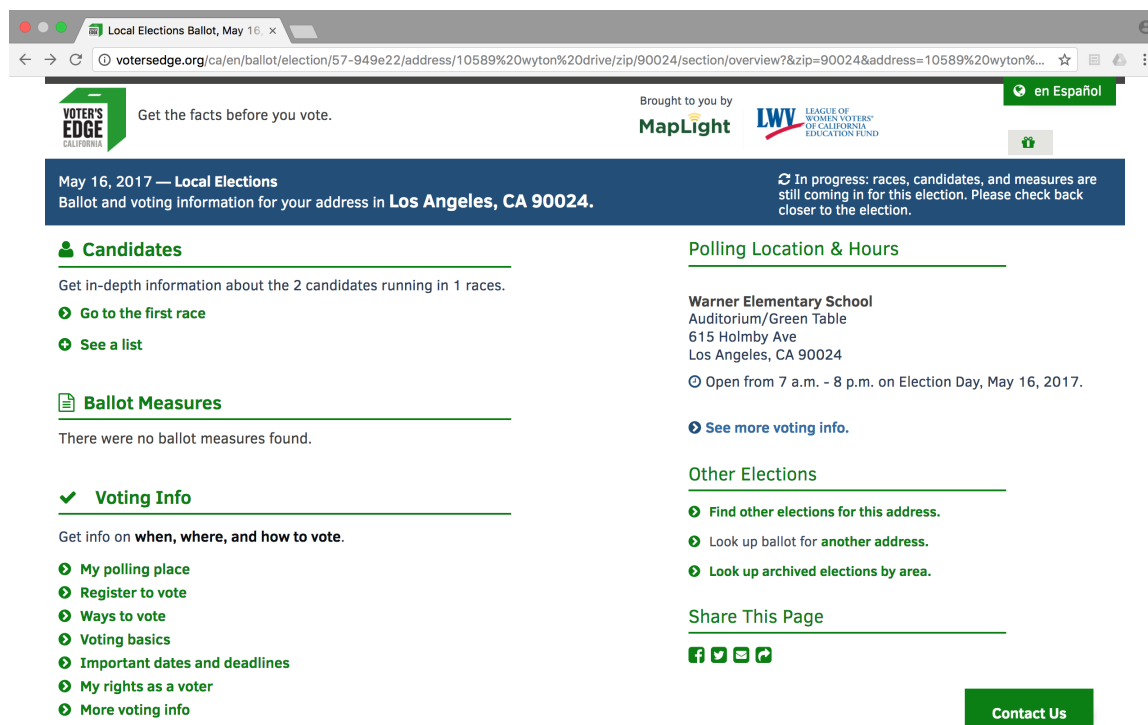 Local Elections Ballot, May 16,
votersedge.org/ca/en/ballot/election/57-949e22/address/10589%20wyton%20drive/zip/90024/section/overview?&zip=90024&address=10589%20wyton%...
en Español
VOTER'S
EDGE
CALIFORNIA
Get the facts before you vote.
Brought to you by
MapLight
LWV
LEAGUE OF
WOMEN VOTERS®
OF CALIFORNIA
EDUCATION FUND
May 16, 2017 — Local Elections
Ballot and voting information for your address in Los Angeles, CA 90024.
In progress: races, candidates, and measures are
still coming in for this election. Please check back
closer to the election.
Candidates
Get in-depth information about the 2 candidates running in 1 races.
Go to the first race
See a list
Ballot Measures
There were no ballot measures found.
Voting Info
Get info on when, where, and how to vote.
My polling place
Register to vote
Ways to vote
Voting basics
Important dates and deadlines
My rights as a voter
More voting info
Polling Location & Hours
Warner Elementary School
Auditorium/Green Table
615 Holmby Ave
Los Angeles, CA 90024
Open from 7 a.m. - 8 p.m. on Election Day, May 16, 2017.
See more voting info.
Other Elections
Find other elections for this address.
Look up ballot for another address.
Look up archived elections by area.
Share This Page
Contact Us